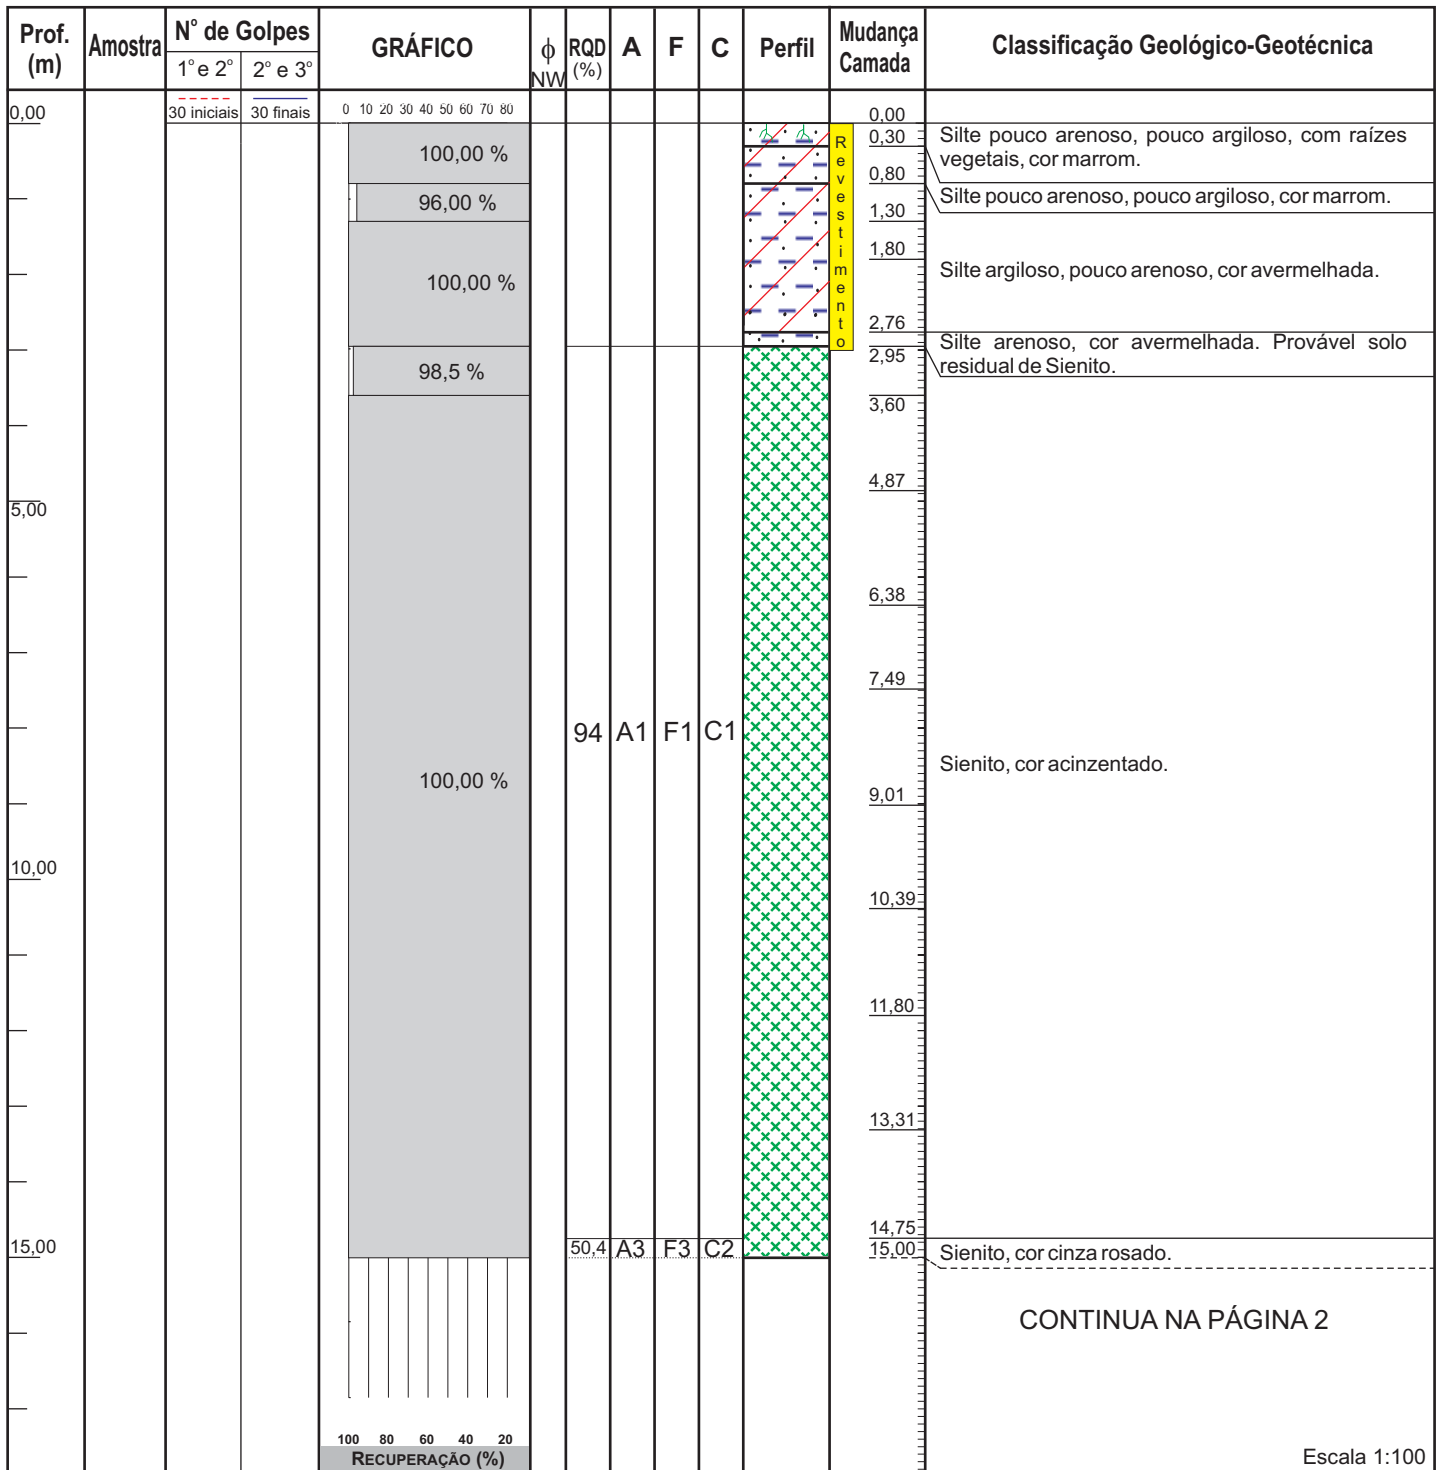 Prof. (m)
Amostra
N° de Golpes
1° e 2°
2° e 3°
GRÁFICO
ϕ NW
RQD (%)
A
F
C
Perfil
Mudança Camada
Classificação Geológico-Geotécnica
30 iniciais
30 finais
0 10 20 30 40 50 60 70 80
0,00
5,00
10,00
15,00
100,00 %
96,00 %
100,00 %
98,5 %
100,00 %
94
A1
F1
C1
50,4
A3
F3
C2
Revestimento
0,00
0,30
0,80
1,30
1,80
2,76
2,95
3,60
4,87
6,38
7,49
9,01
10,39
11,80
13,31
14,75
15,00
Silte pouco arenoso, pouco argiloso, com raízes
vegetais, cor marrom.
Silte pouco arenoso, pouco argiloso, cor marrom.
Silte argiloso, pouco arenoso, cor avermelhada.
Silte arenoso, cor avermelhada. Provável solo
residual de Sienito.
Sienito, cor acinzentado.
Sienito, cor cinza rosado.
CONTINUA NA PÁGINA 2
100 80 60 40 20
RECUPERAÇÃO (%)
Escala 1:100